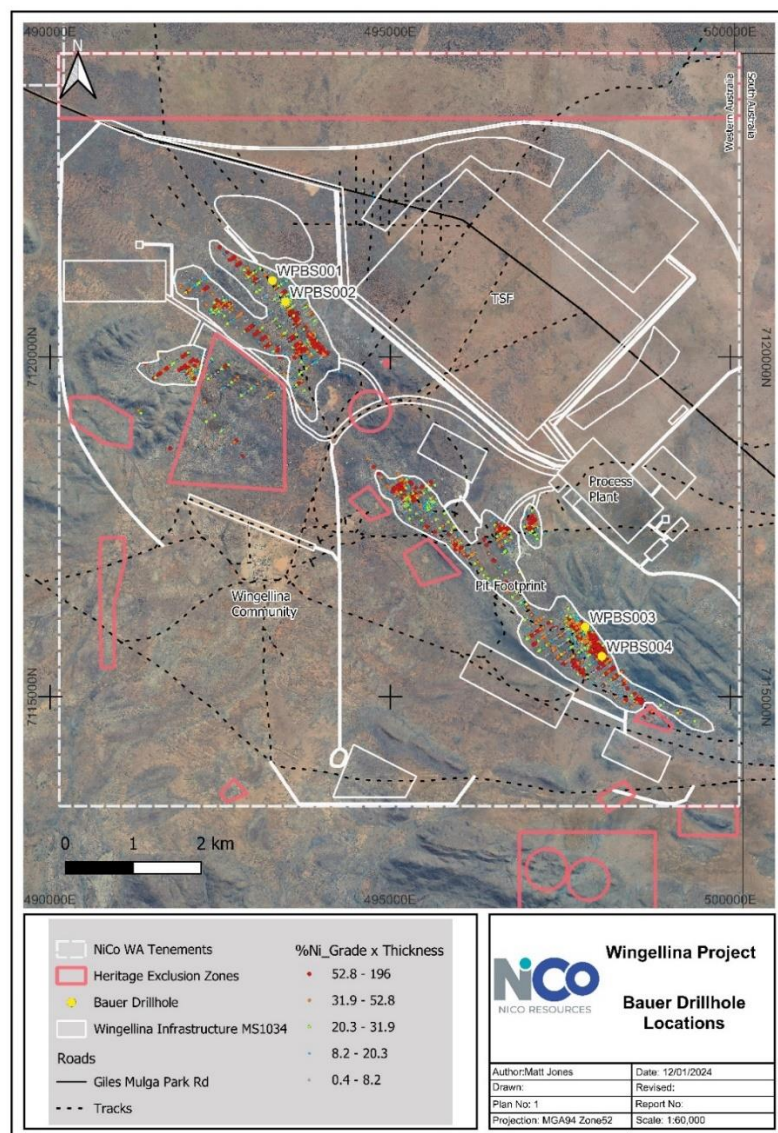 490000E
495000E
500000E
N
Western Australia
South Australia
WPBS001
WPBS002
TSF
7120000N
7120000N
Process
Plant
Pit-Footprint
Wingellina
Community
WPBS003
WPBS004
7115000N
7115000N
0 1 2 km
490000E
495000E
500000E
NiCo WA Tenements
Heritage Exclusion Zones
Bauer Drillhole
Wingellina Infrastructure MS1034
Roads
Giles Mulga Park Rd
Tracks
%Ni_Grade x Thickness
52.8 - 196
31.9 - 52.8
20.3 - 31.9
8.2 - 20.3
0.4 - 8.2
NiCo
NICO RESOURCES
Wingellina Project
Bauer Drillhole
Locations
Author:Matt Jones
Date: 12/01/2024
Drawn:
Revised:
Plan No: 1
Report No:
Projection: MGA94 Zone52
Scale: 1:60,000